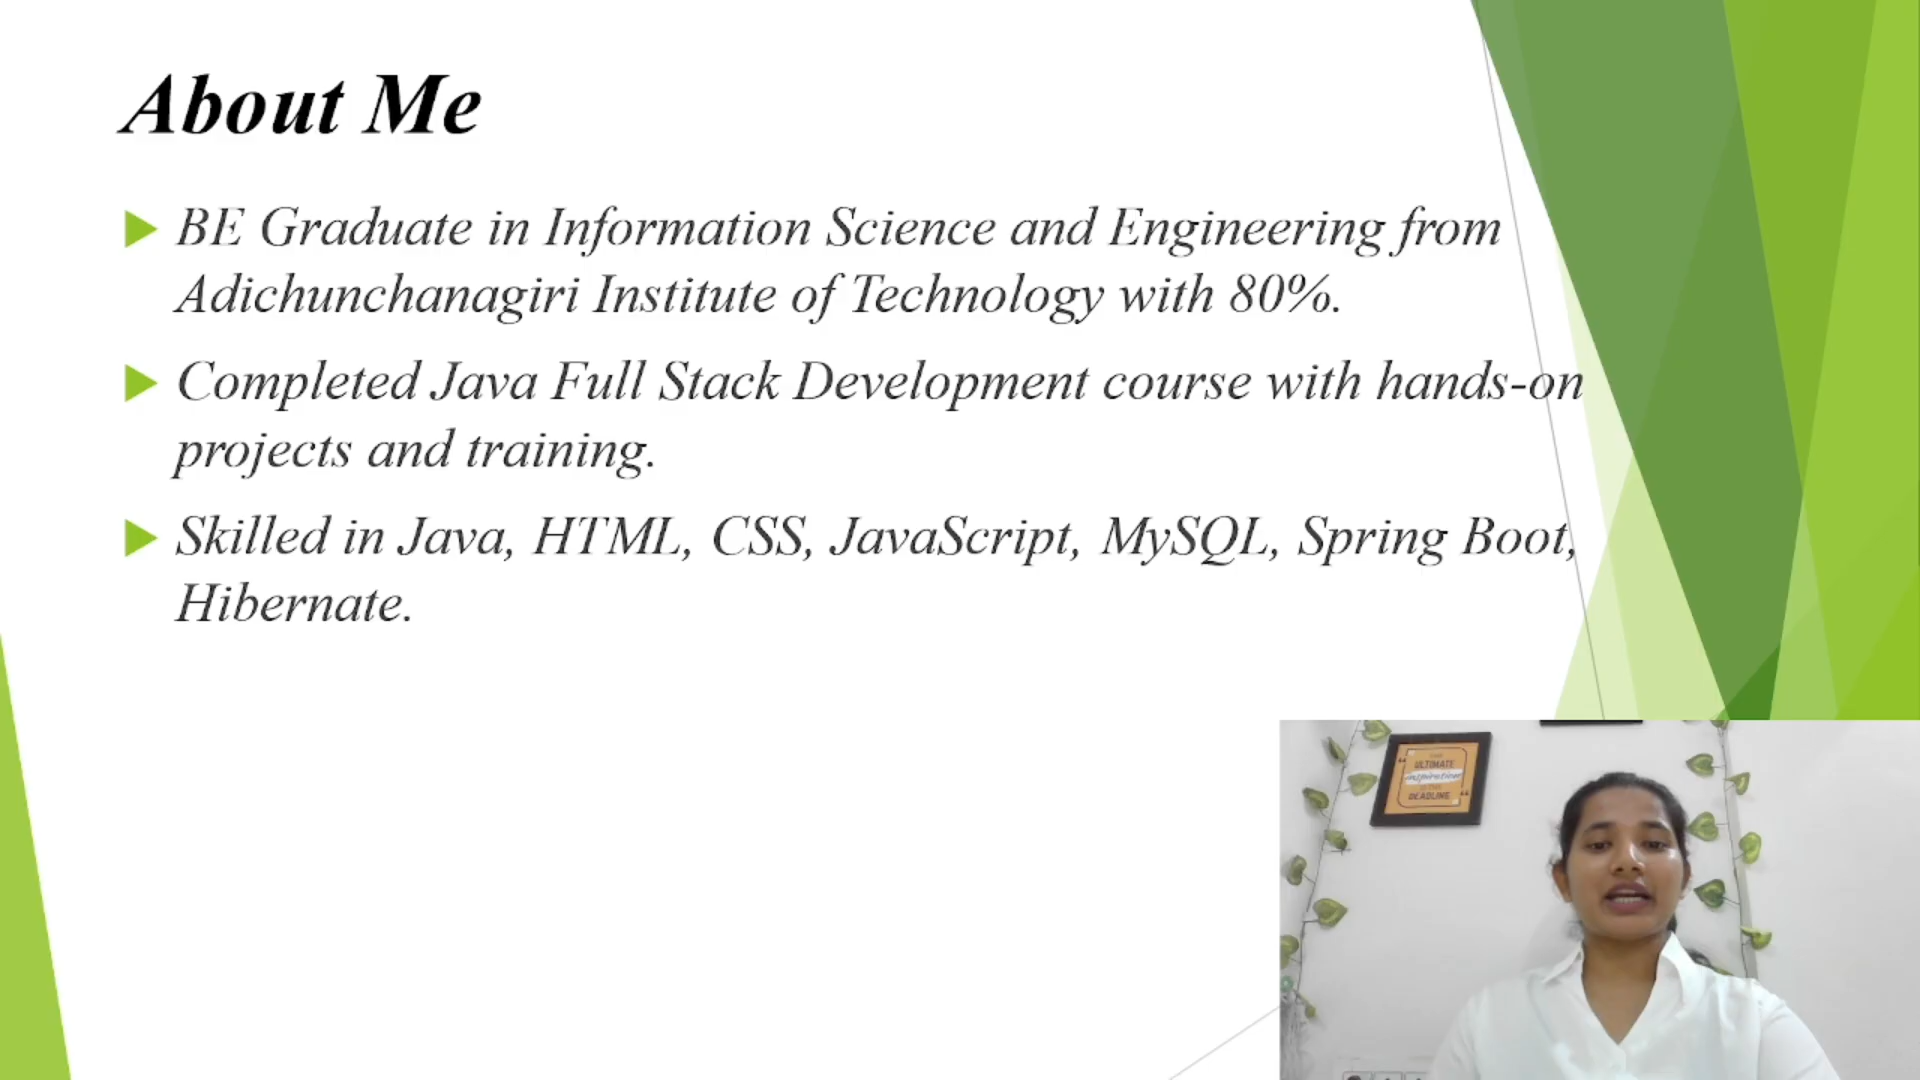 About Me
BE Graduate in Information Science and Engineering from
Adichunchanagiri Institute of Technology with 80%.
Completed Java Full Stack Development course with hands-on
projects and training.
Skilled in Java, HTML, CSS, JavaScript, MySQL, Spring Boot,
Hibernate.
ULTIMATE
inspiration
DEADLINE